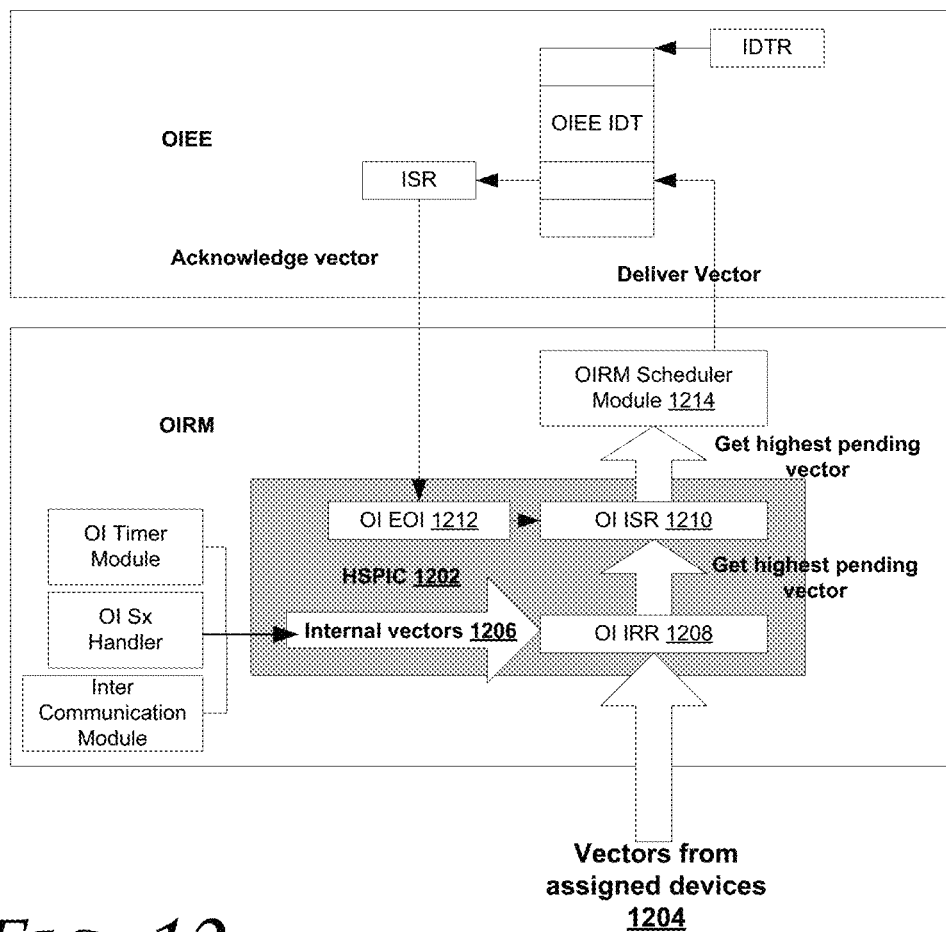 IDTR
OIEE
OIEE IDT
ISR
Acknowledge vector
Deliver Vector
OIRM Scheduler
Module 1214
OIRM
Get highest pending
vector
OI Timer
Module
OI EOI 1212
OI ISR 1210
HSPIC 1202
Get highest pending
vector
OI Sx
Handler
Internal vectors 1206
OI IRR 1208
Inter
Communication
Module
Vectors from
assigned devices
1204